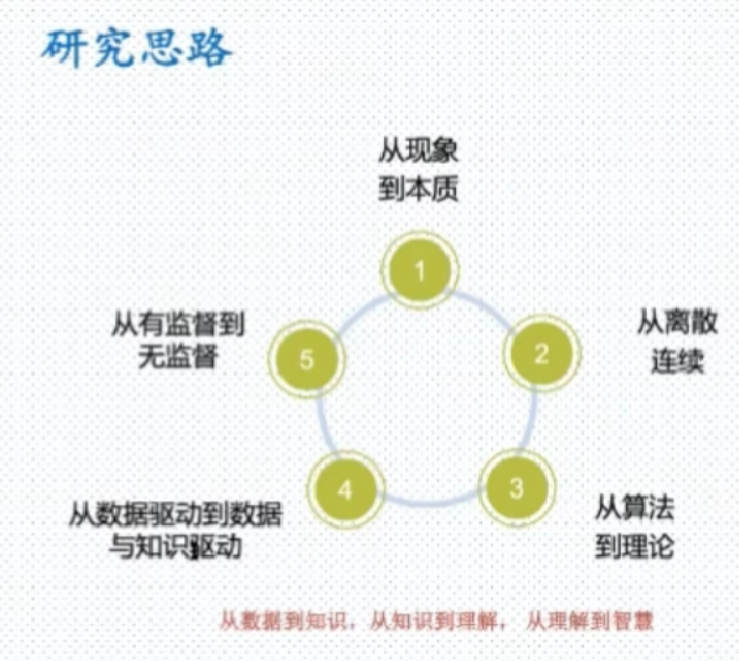 研究思路
从现象
到本质
1
从有监督到
无监督
5
2
从离散
连续
4
3
从数据驱动到数据
与知识驱动
从算法
到理论
从数据到知识，从知识到理解， 从理解到智慧